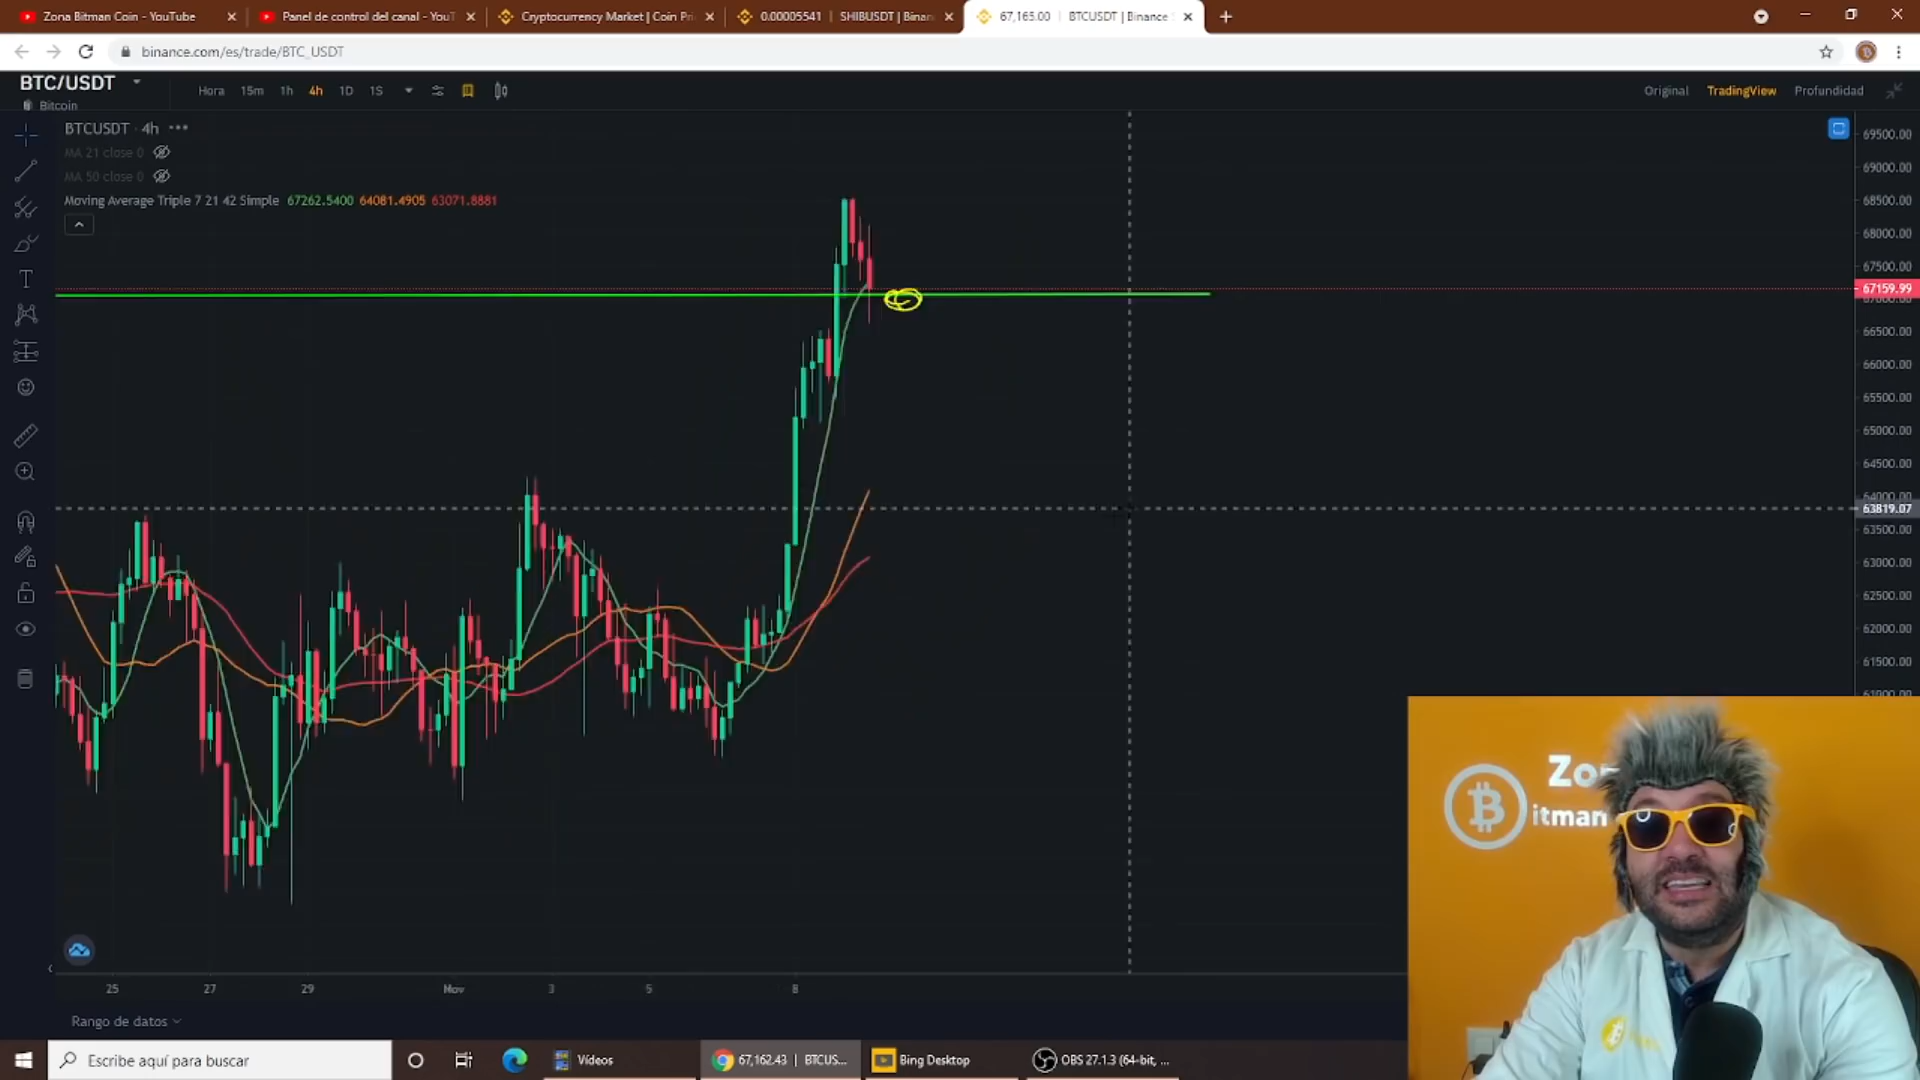 Zona Bitman Coin - YouTube
Panel de control del canal - YouT
Cryptocurrency Market | Coin Pri
0.00005541 | SHIBUSDT | Binan
67,165.00 | BTCUSDT | Binance
binance.com/es/trade/BTC_USDT
BTC/USDT
Bitcoin
Hora 15m 1h 4h 1D 1S
Original TradingView Profundidad
BTCUSDT · 4h
MA 21 close 0
MA 50 close 0
Moving Average Triple 7 21 42 Simple 67262.5400 64081.4905 63071.8881
69500.00
69000.00
68500.00
68000.00
67500.00
67159.99
67000.00
66500.00
66000.00
65500.00
65000.00
64500.00
64000.00
63819.07
63500.00
63000.00
62500.00
62000.00
61500.00
61000.00
25 27 29 Nov 3 5 8
Rango de datos
itman
Escribe aquí para buscar
Vídeos
67,162.43 | BTCUS...
Bing Desktop
OBS 27.1.3 (64-bit, ...